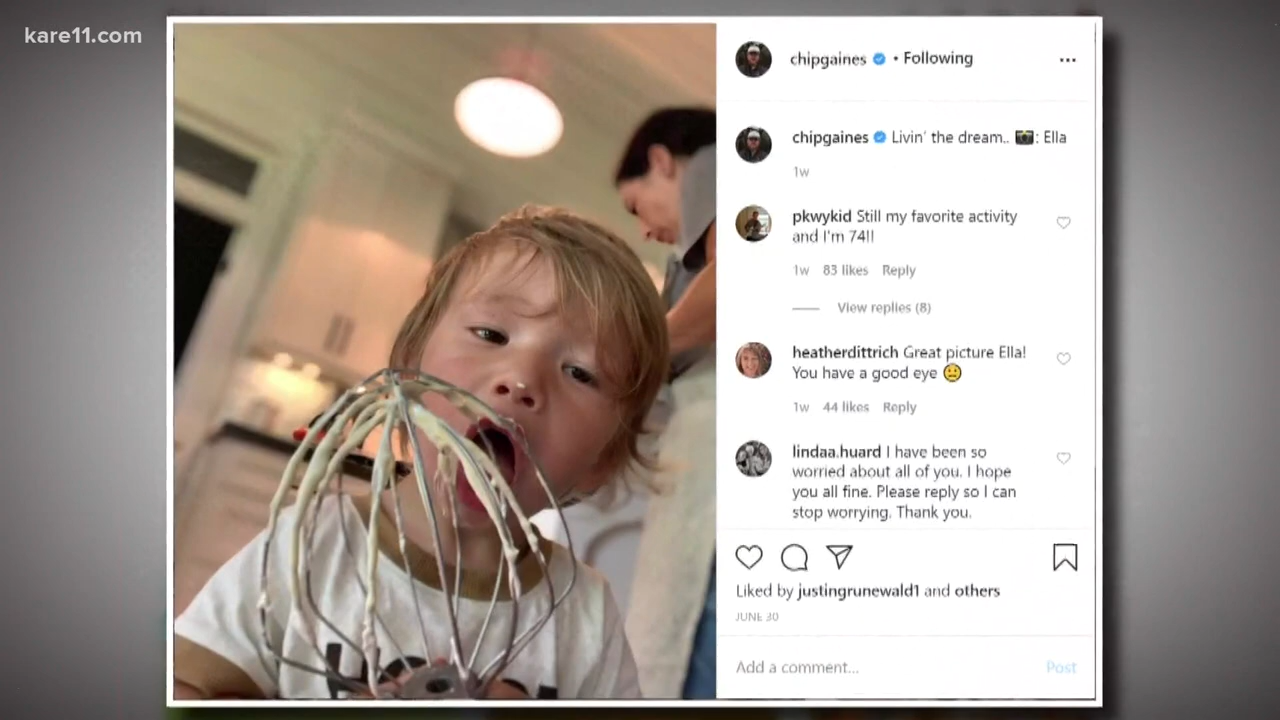 kare11.com
chipgaines • Following
chipgaines Livin' the dream.. 📷: Ella
1w
pkwykid Still my favorite activity
and I'm 74!!
1w 83 likes Reply
View replies (8)
heatherdittrich Great picture Ella!
You have a good eye 😐
1w 44 likes Reply
lindaa.huard I have been so
worried about all of you. I hope
you all fine. Please reply so I can
stop worrying. Thank you.
Liked by justingrunewald1 and others
JUNE 30
Add a comment... Post